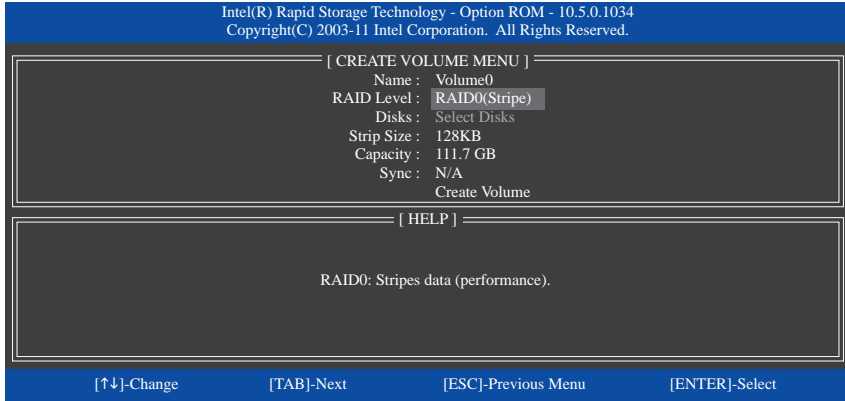 Intel(R) Rapid Storage Technology - Option ROM - 10.5.0.1034
Copyright(C) 2003-11 Intel Corporation.  All Rights Reserved.
[ CREATE VOLUME MENU ]
Name : Volume0
RAID Level : RAID0(Stripe)
Disks : Select Disks
Strip Size : 128KB
Capacity : 111.7 GB
Sync : N/A
Create Volume
[ HELP ]
RAID0: Stripes data (performance).
[↑↓]-Change [TAB]-Next [ESC]-Previous Menu [ENTER]-Select